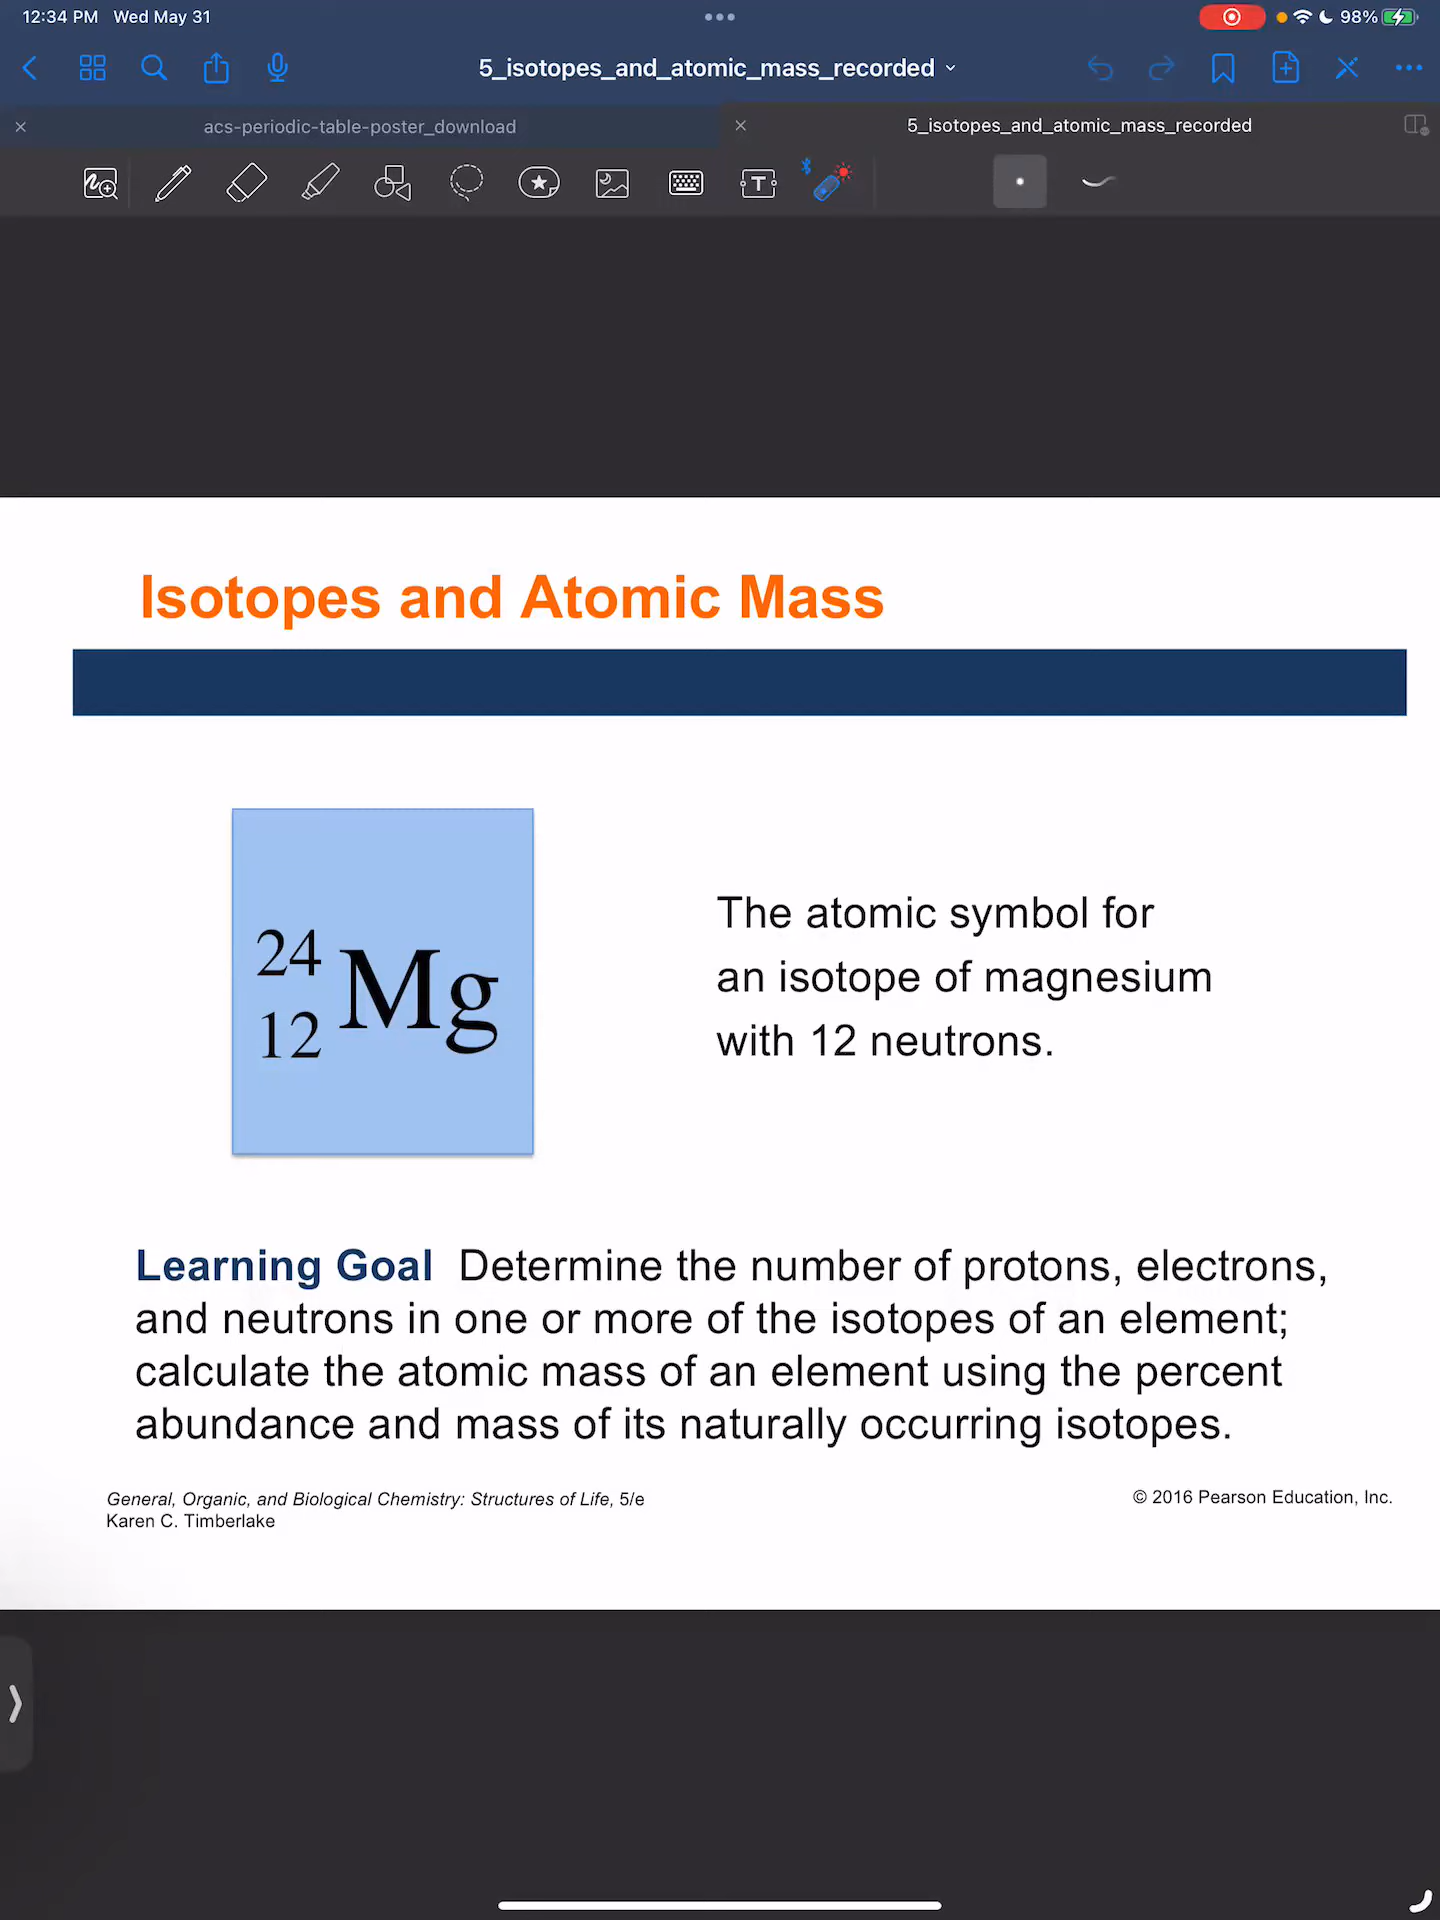 12:34 PM Wed May 31
98%
5_isotopes_and_atomic_mass_recorded
acs-periodic-table-poster_download
5_isotopes_and_atomic_mass_recorded
T
Isotopes and Atomic Mass
24
12
Mg
The atomic symbol for
an isotope of magnesium
with 12 neutrons.
Learning Goal Determine the number of protons, electrons,
and neutrons in one or more of the isotopes of an element;
calculate the atomic mass of an element using the percent
abundance and mass of its naturally occurring isotopes.
General, Organic, and Biological Chemistry: Structures of Life, 5/e
Karen C. Timberlake
© 2016 Pearson Education, Inc.